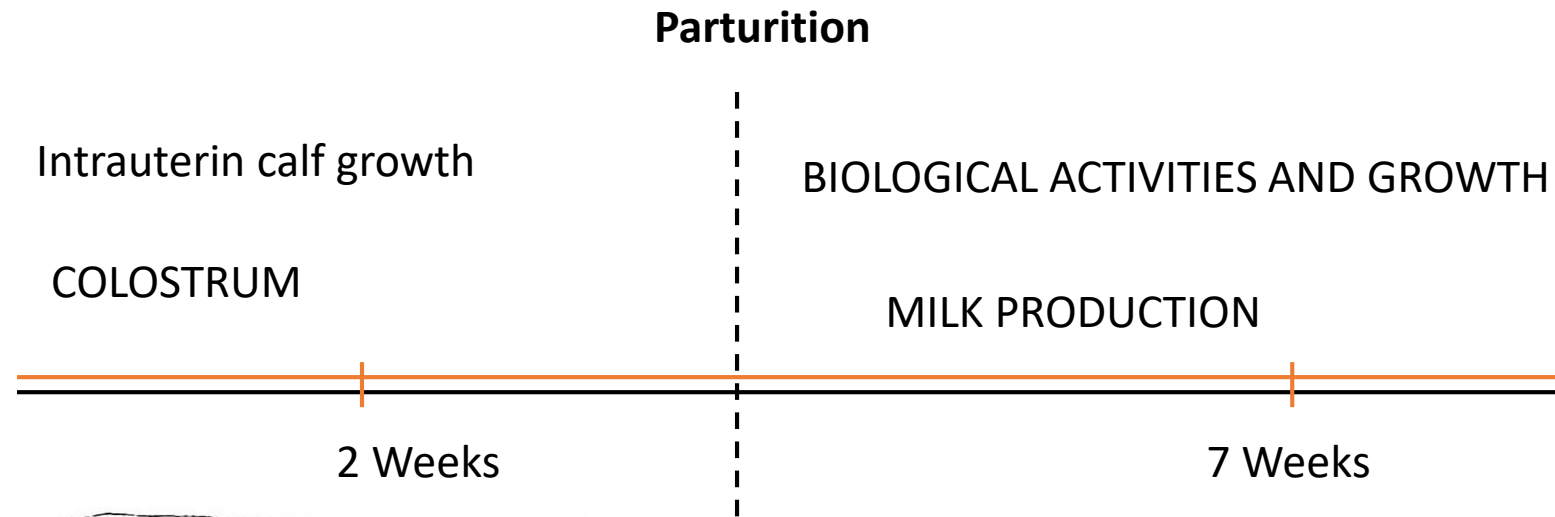 Parturition
Intrauterin calf growth
BIOLOGICAL ACTIVITIES AND GROWTH
COLOSTRUM
MILK PRODUCTION
2 Weeks
7 Weeks